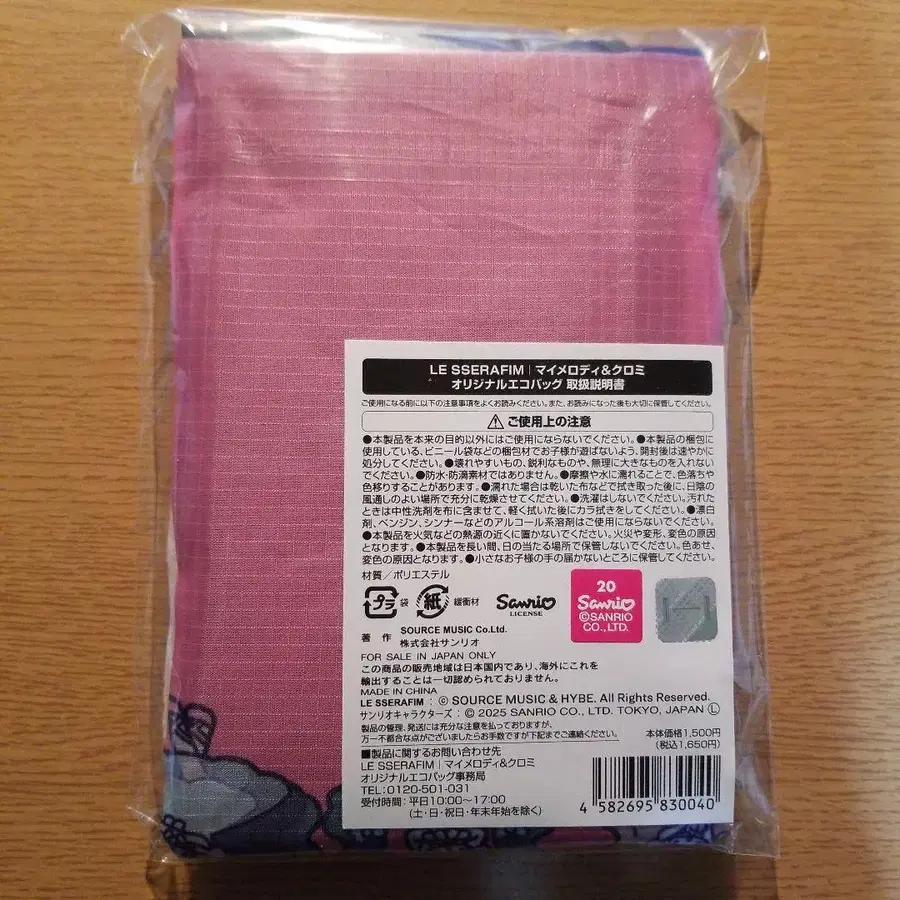 LE SSERAFIM | マイメロディ&クロミ
オリジナルエコバッグ 取扱説明書
ご使用になる前に以下の注意事項をよくお読みください。また、お読みになった後も大切に保管してください。
⚠ ご使用上の注意
●本製品を本来の目的以外にはご使用にならないでください。●本製品の梱包に
使用している、ビニール袋などの梱包材でお子様が遊ばないよう、開封後は速やかに
処分してください。●壊れやすいもの、鋭利なものや、無理に大きなものを入れない
でください。●防水・防滴素材ではありません。●摩擦や水に濡れることで、色落ちや
色移りすることがあります。●濡れた場合は乾いた布などで拭き取った後に、日陰の
風通しのよい場所で充分に乾燥させてください。●洗濯はしないでください。汚れた
ときは中性洗剤を布に含ませて、軽く拭いた後にカラ拭きをしてください。●漂白
剤、ベンジン、シンナーなどのアルコール系溶剤はご使用にならないでください。
●本製品を火気などの熱源の近くに置かないでください。火災や変形、変色の原因
となります。●本製品を長い間、日の当たる場所で保管しないでください。色あせ、
変色の原因となります。●小さなお子様の手の届かないところに保管してください。
材質/ポリエステル
プラ 袋 紙 緩衝材 Sanrio LICENSE
20
Sanrio
©SANRIO
CO., LTD.
著作 SOURCE MUSIC Co.Ltd.
株式会社サンリオ
FOR SALE IN JAPAN ONLY
この商品の販売地域は日本国内であり、海外にこれを
輸出することは一切認められておりません。
MADE IN CHINA
LE SSERAFIM : ⓒ SOURCE MUSIC & HYBE. All Rights Reserved.
サンリオキャラクターズ : © 2025 SANRIO CO., LTD. TOKYO, JAPAN Ⓛ
製品の管理、発送には充分な注意を払っておりますが、
万一不都合な点がございましたらお手数ですが下記までご連絡ください。
本体価格1,500円
(税込1,650円)
■製品に関するお問い合わせ先
LE SSERAFIM | マイメロディ&クロミ
オリジナルエコバッグ事務局
TEL:0120-501-031
受付時間:平日10:00~17:00
(土・日・祝日・年末年始を除く)
4 582695 830040